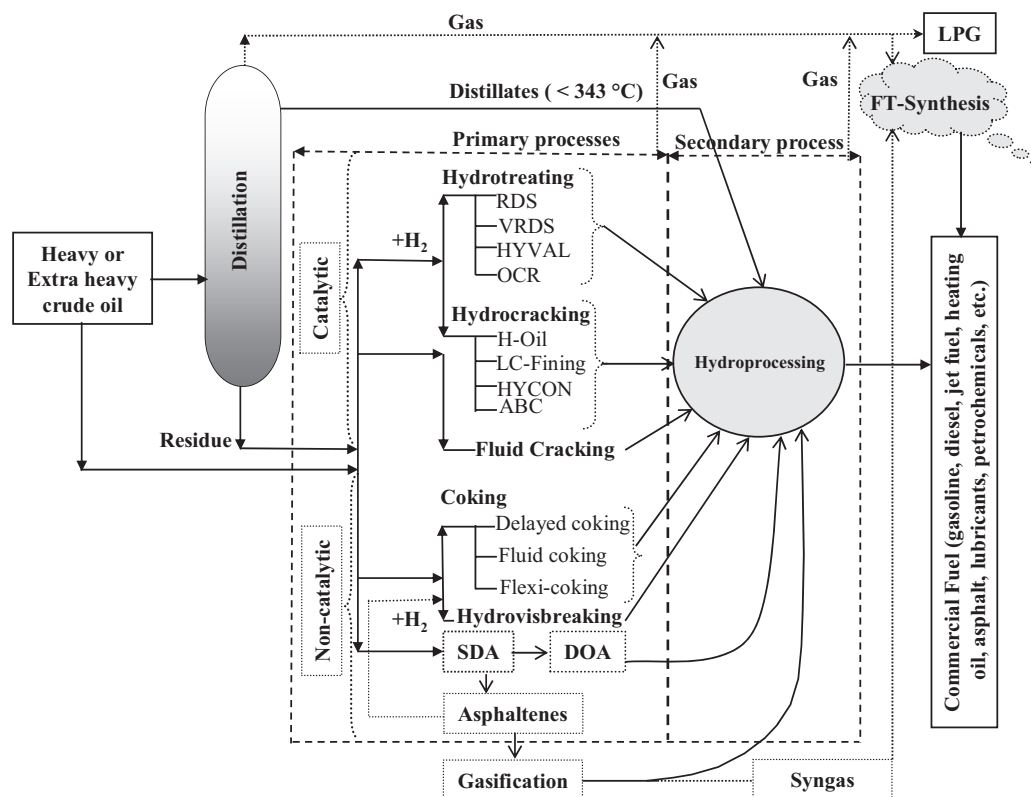 Gas
LPG
Gas
Gas
Distillates ( < 343 °C)
FT-Synthesis
Primary processes
Secondary process
Distillation
Hydrotreating
RDS
VRDS
HYVAL
OCR
+H2
Catalytic
Heavy or
Extra heavy
crude oil
Hydrocracking
H-Oil
LC-Fining
HYCON
ABC
Hydroprocessing
Residue
Fluid Cracking
Commercial Fuel (gasoline, diesel, jet fuel, heating
oil, asphalt, lubricants, petrochemicals, etc.)
Non-catalytic
Coking
Delayed coking
Fluid coking
Flexi-coking
+H2
Hydrovisbreaking
SDA
DOA
Asphaltenes
Gasification
Syngas